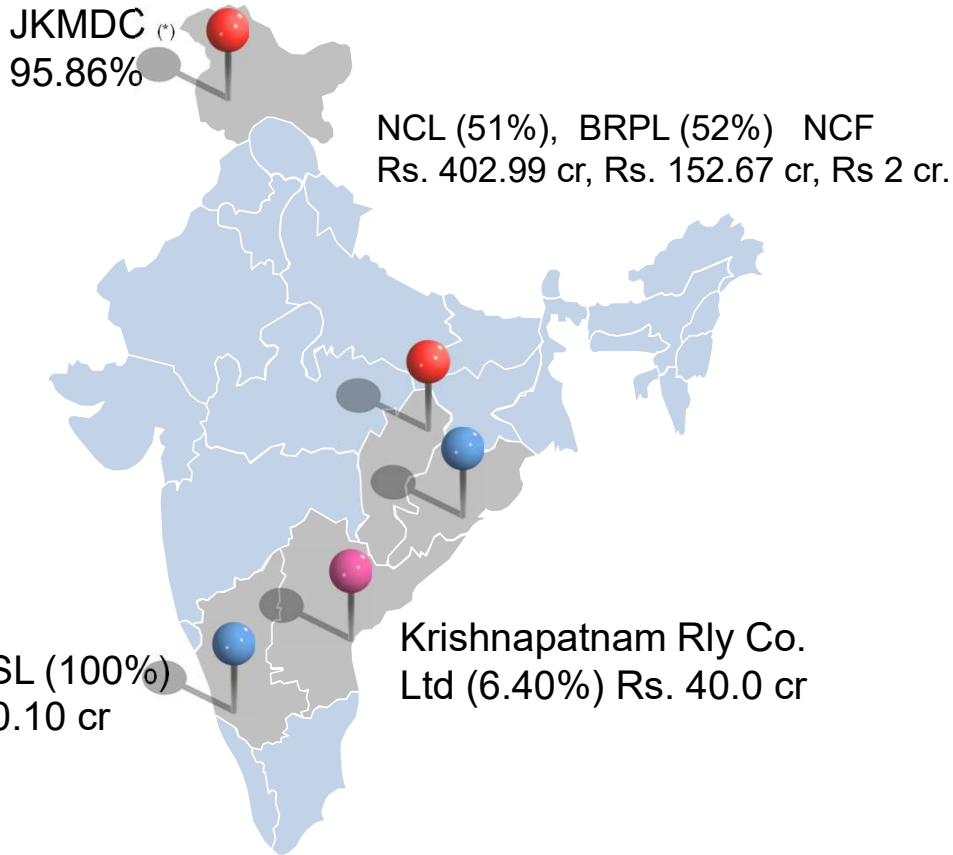 JKMDC (*)
95.86%
NCL (51%), BRPL (52%) NCF
Rs. 402.99 cr, Rs. 152.67 cr, Rs 2 cr.
Krishnapatnam Rly Co.
Ltd (6.40%) Rs. 40.0 cr
SL (100%)
0.10 cr